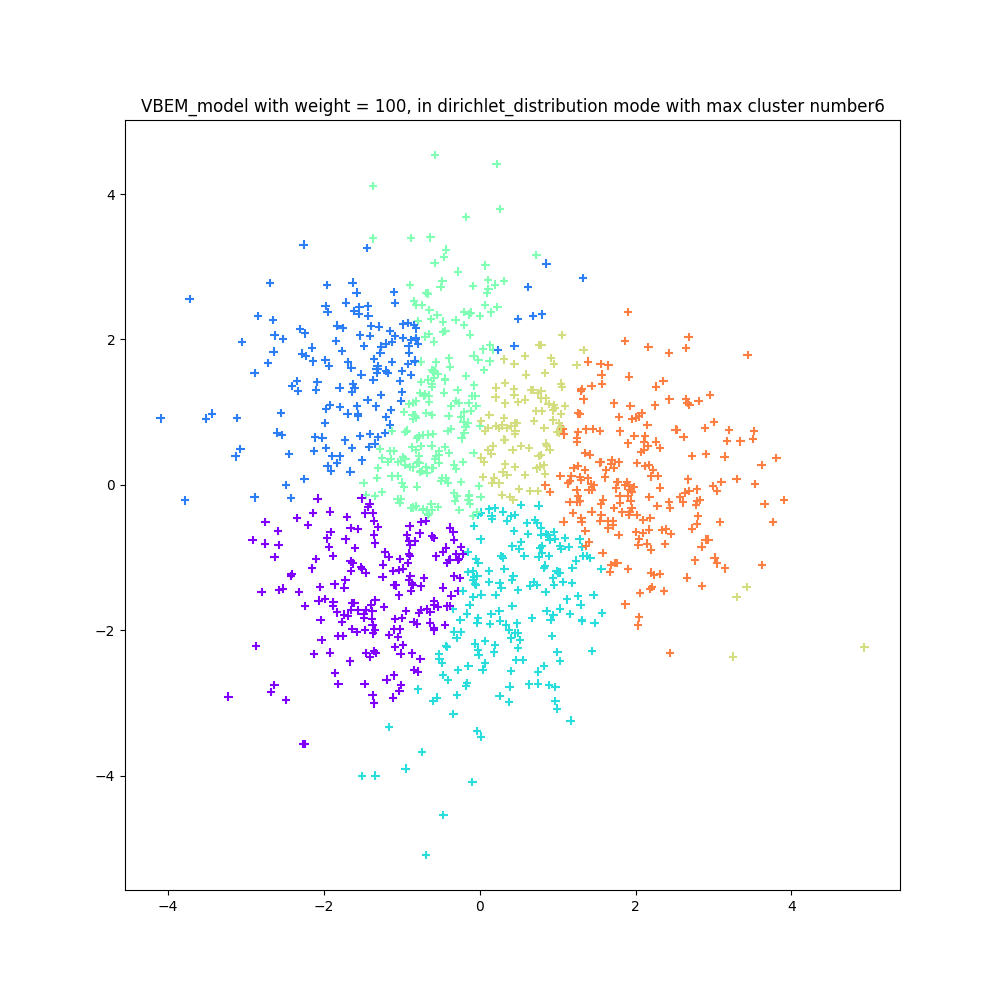 VBEM_model with weight = 100, in dirichlet_distribution mode with max cluster number6
4
2
0
−2
−4
−4 −2 0 2 4